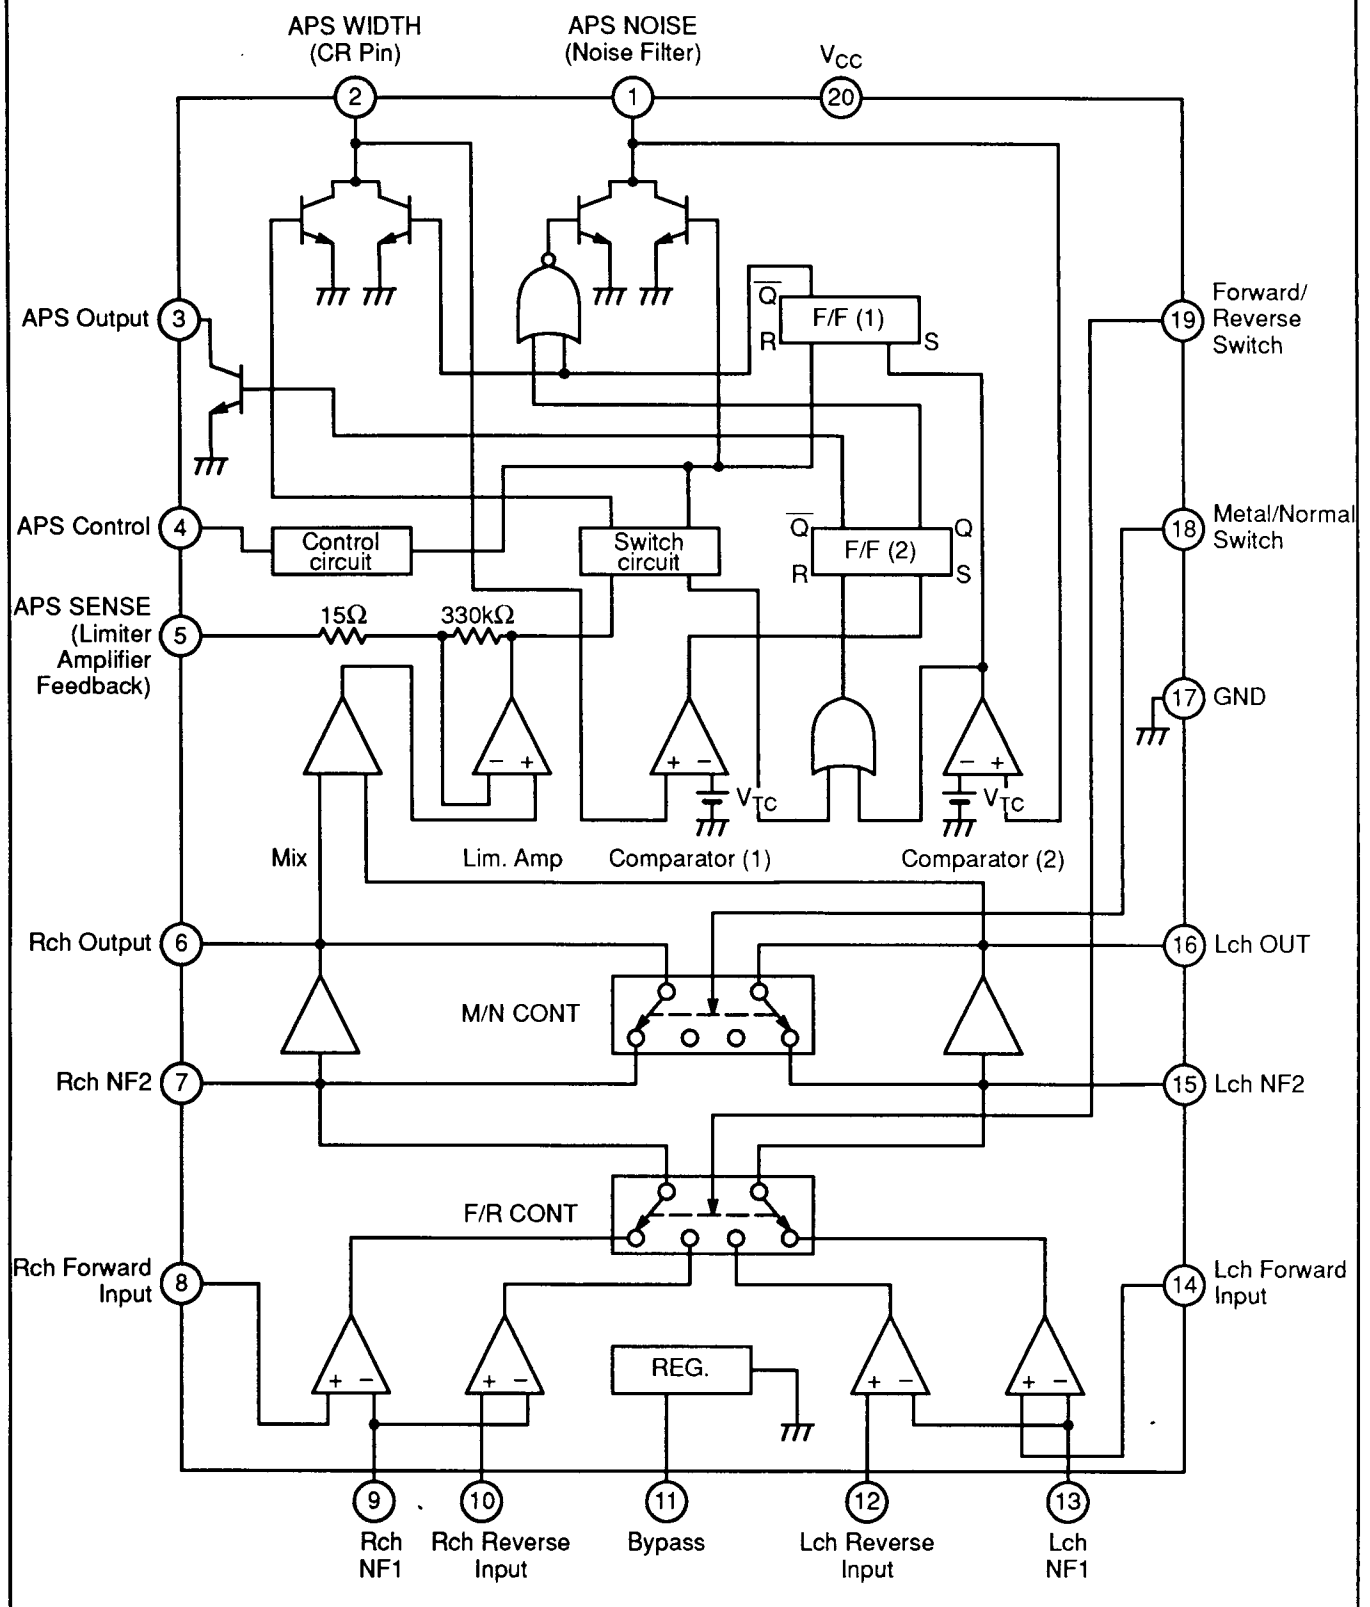 APS WIDTH
(CR Pin)
APS NOISE
(Noise Filter)
VCC
2
1
20
APS Output
3
Q
F/F (1)
R
S
19
Forward/
Reverse
Switch
APS Control
4
Control
circuit
Switch
circuit
Q
F/F (2)
Q
R
S
18
Metal/Normal
Switch
APS SENSE
(Limiter
Amplifier
Feedback)
5
15Ω
330kΩ
17
GND
− +
+ −
VTC
− +
VTC
Mix
Lim. Amp
Comparator (1)
Comparator (2)
Rch Output
6
16
Lch OUT
M/N CONT
Rch NF2
7
15
Lch NF2
F/R CONT
Rch Forward
Input
8
14
Lch Forward
Input
+ −
+ −
REG.
+ −
+ −
9
10
11
12
13
Rch
NF1
Rch Reverse
Input
Bypass
Lch Reverse
Input
Lch
NF1